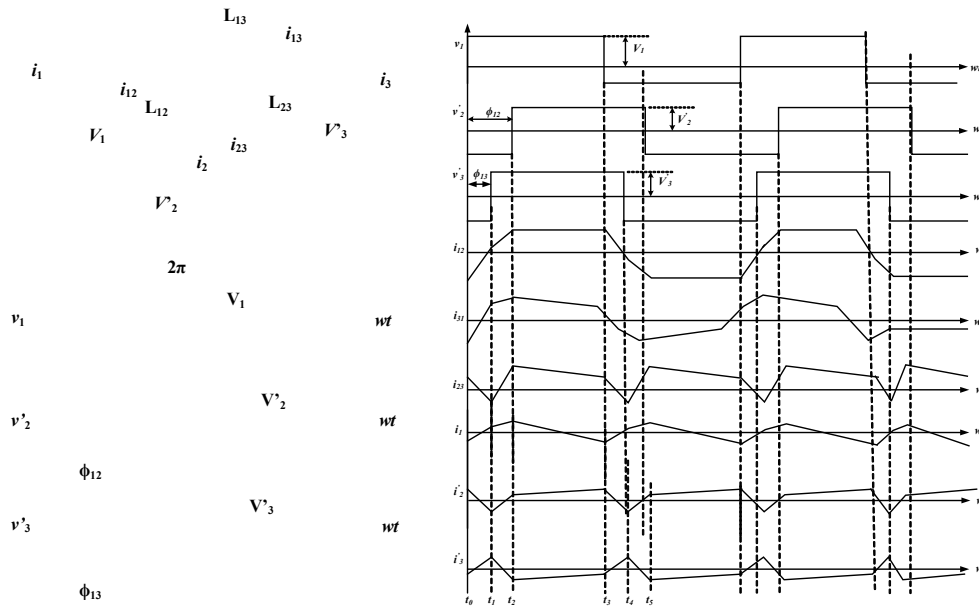 L13
i13
i1
i3
i12
L12
L23
V1
V'3
i23
i2
V'2
2π
V1
v1
wt
V'2
v'2
wt
ϕ12
V'3
v'3
wt
ϕ13
v1
V1
w
v'2
ϕ12
V'2
w
v'3
ϕ13
V'3
w
i12
w
i31
w
i23
w
i1
w
i'2
w
i'3
w
t0 t1 t2 t3 t4 t5